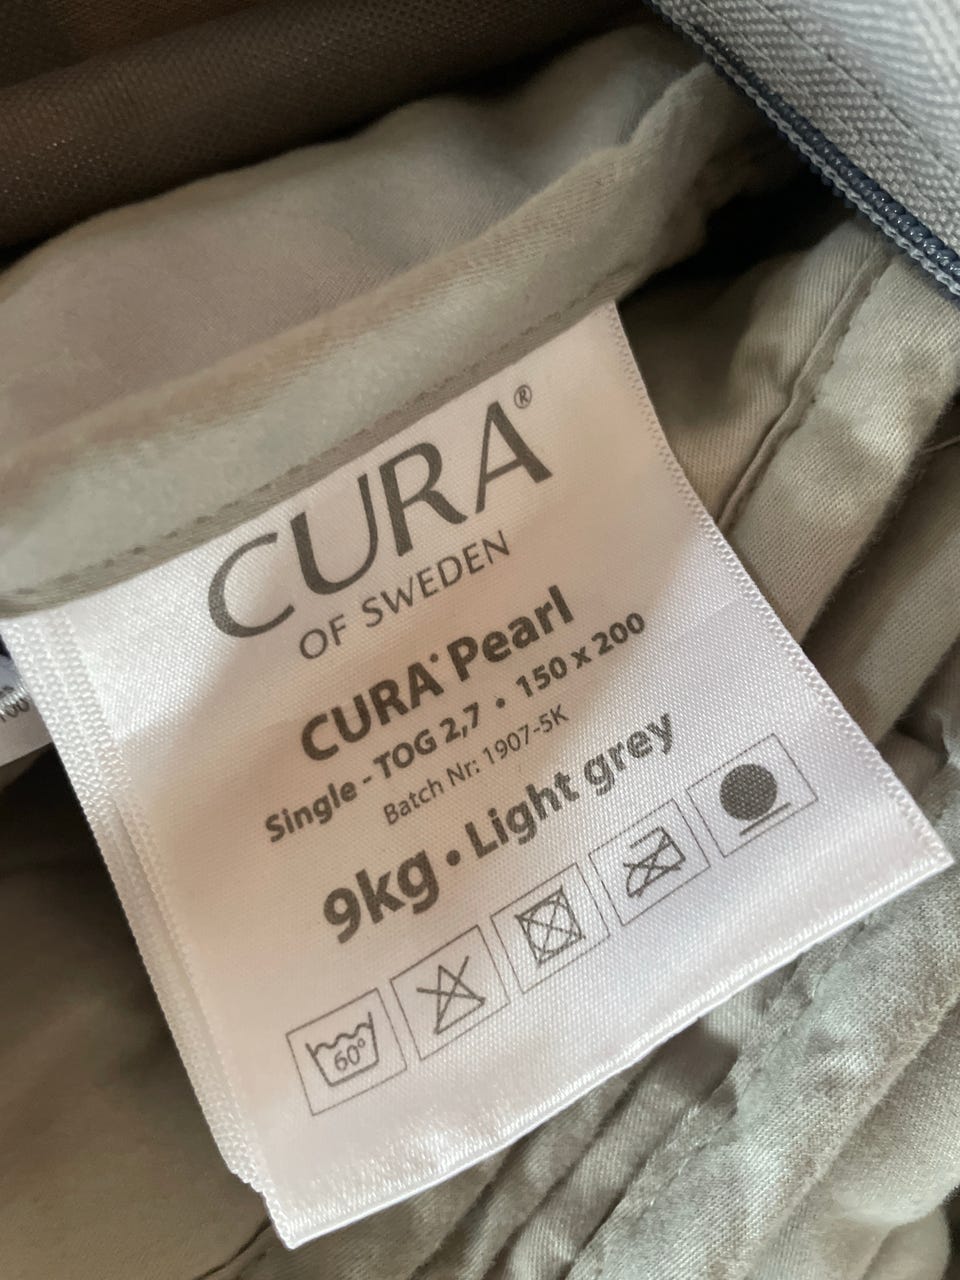 CURA®
OF SWEDEN
CURA® Pearl
Single - TOG 2,7 • 150 x 200
Batch Nr: 1907-5K
9kg • Light grey
60°